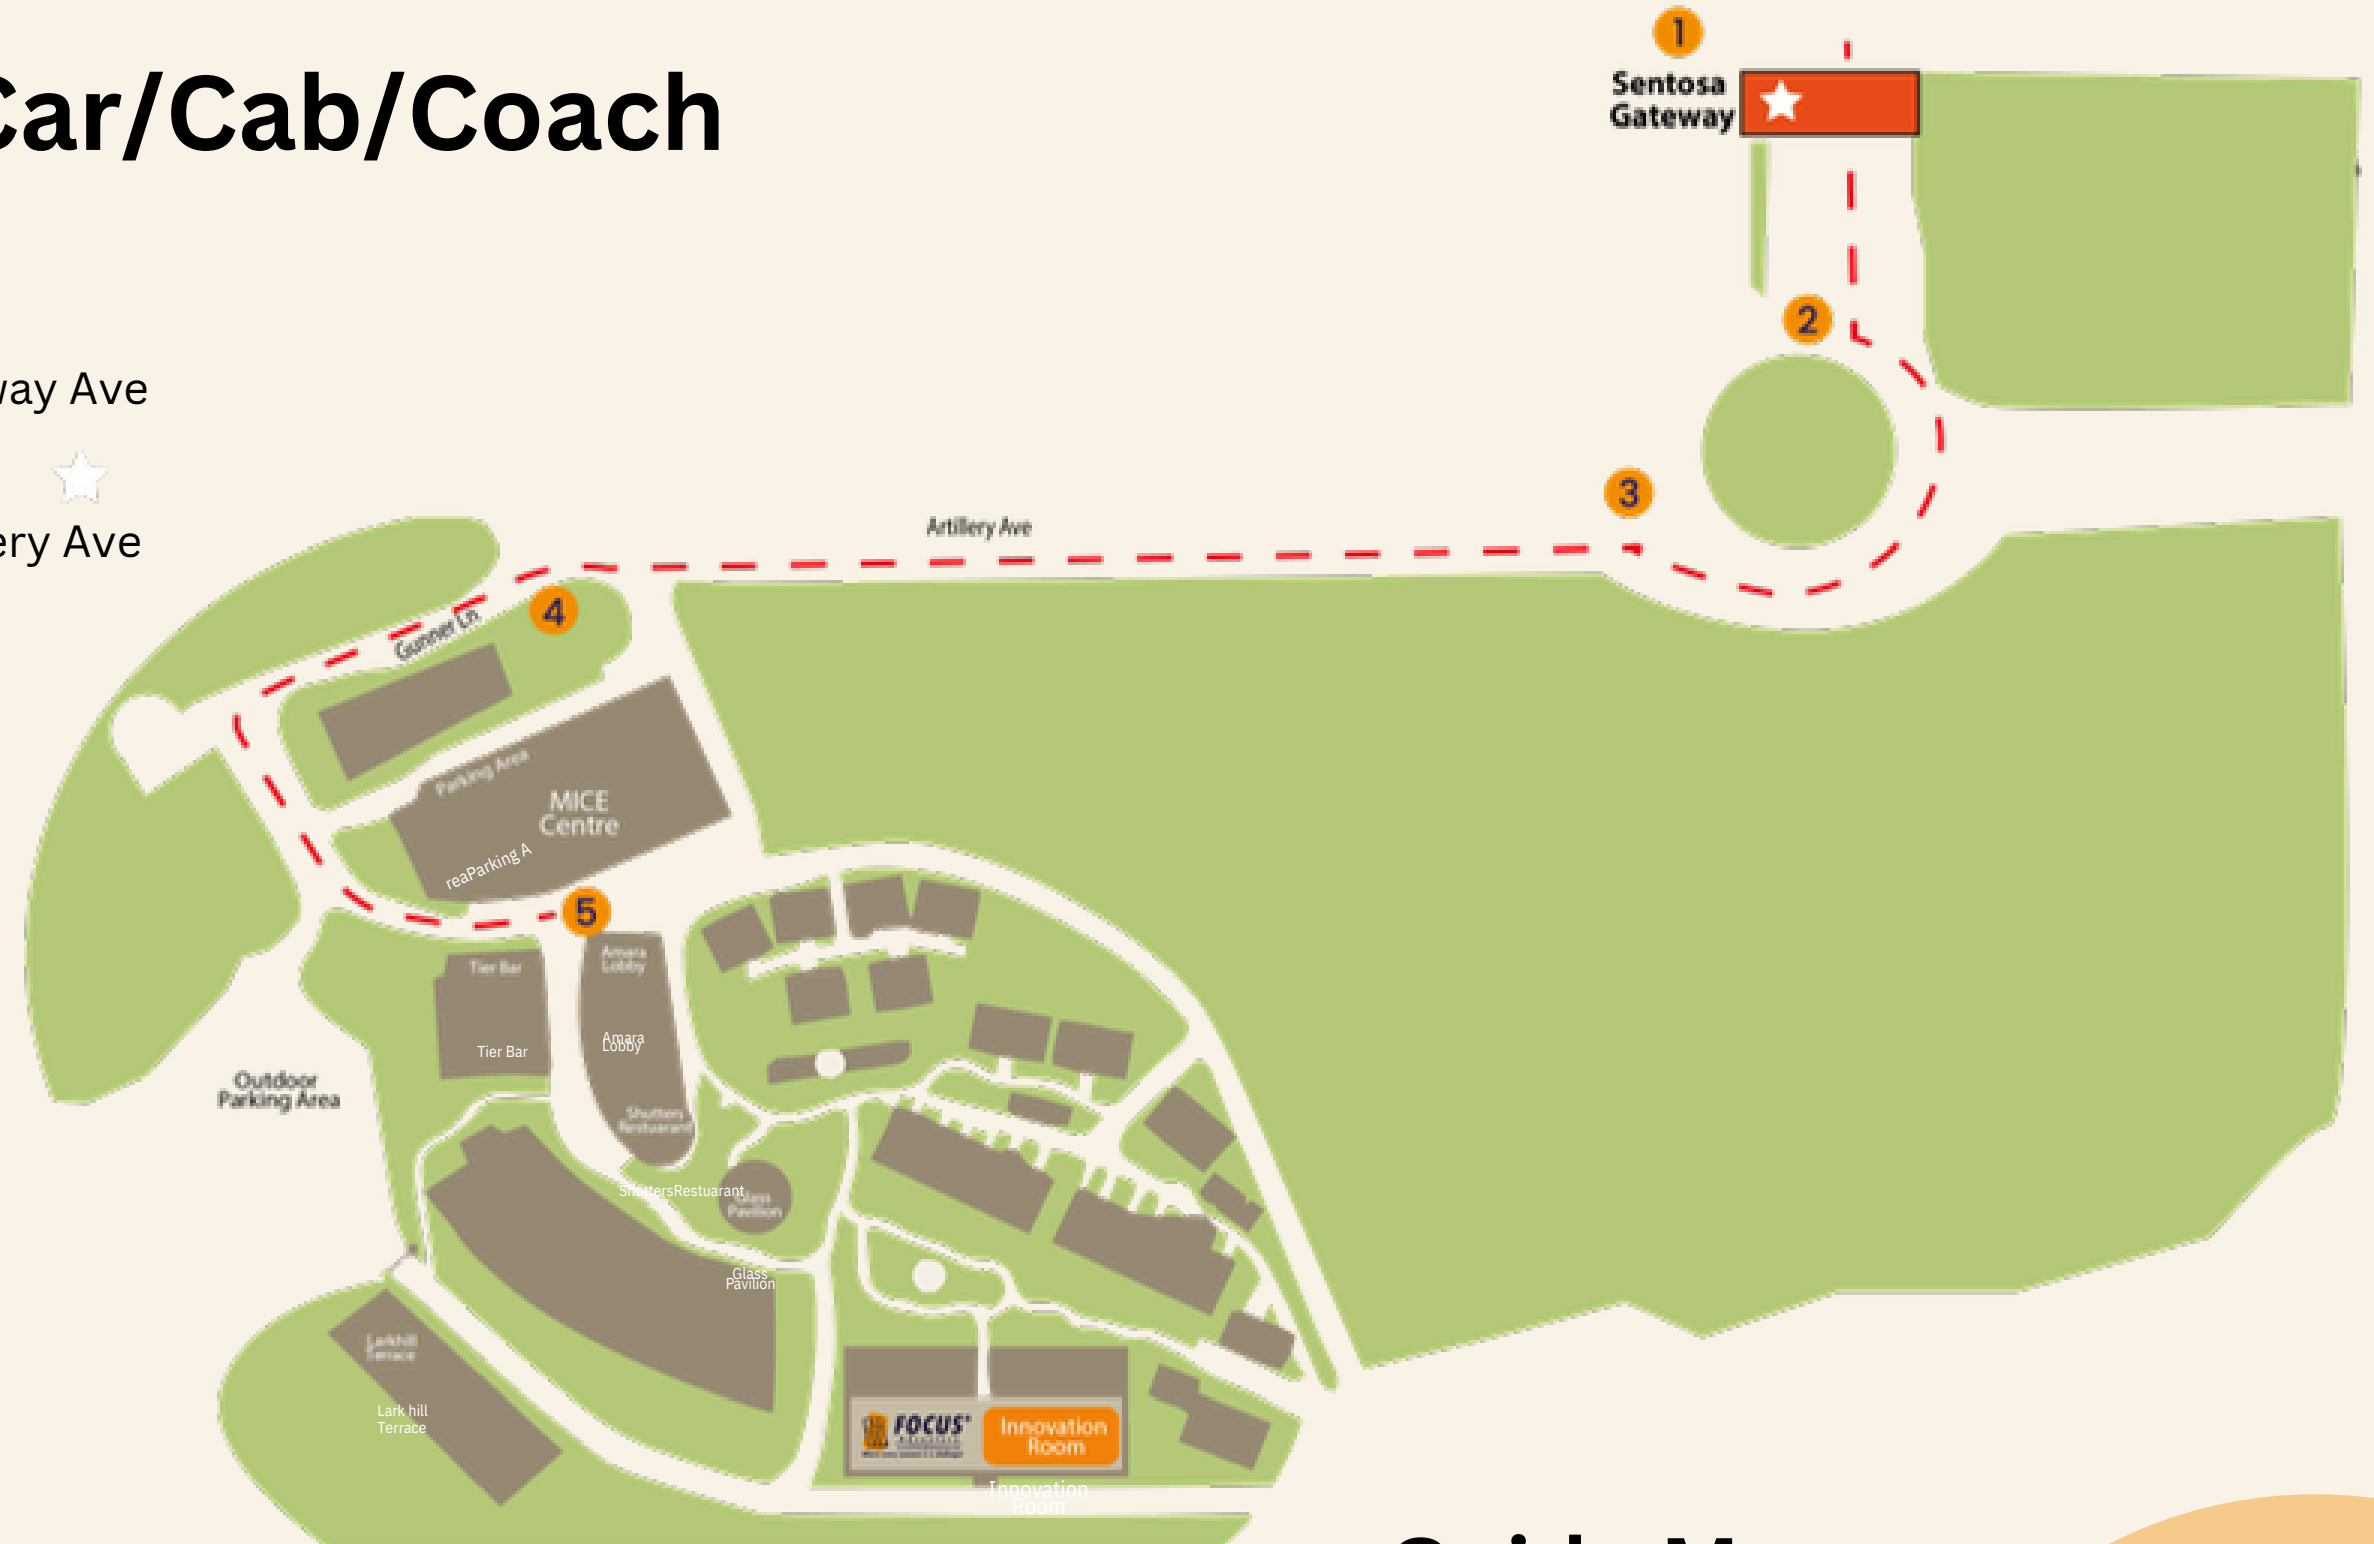 Car/Cab/Coach
way Ave
ery Ave
1
Sentosa
Gateway
2
3
Artillery Ave
4
Gunner Ln
Parking Area
MICE
Centre
reaParking A
5
Amara
Lobby
Tier Bar
Tier Bar
Amara
Lobby
Outdoor
Parking Area
Shutters
Restuarant
ShuttersRestuarant
Glass
Pavilion
Glass
Pavilion
Larkhill
Terrace
Lark hill
Terrace
FOCUS
Innovation
Room
Innovation
Room